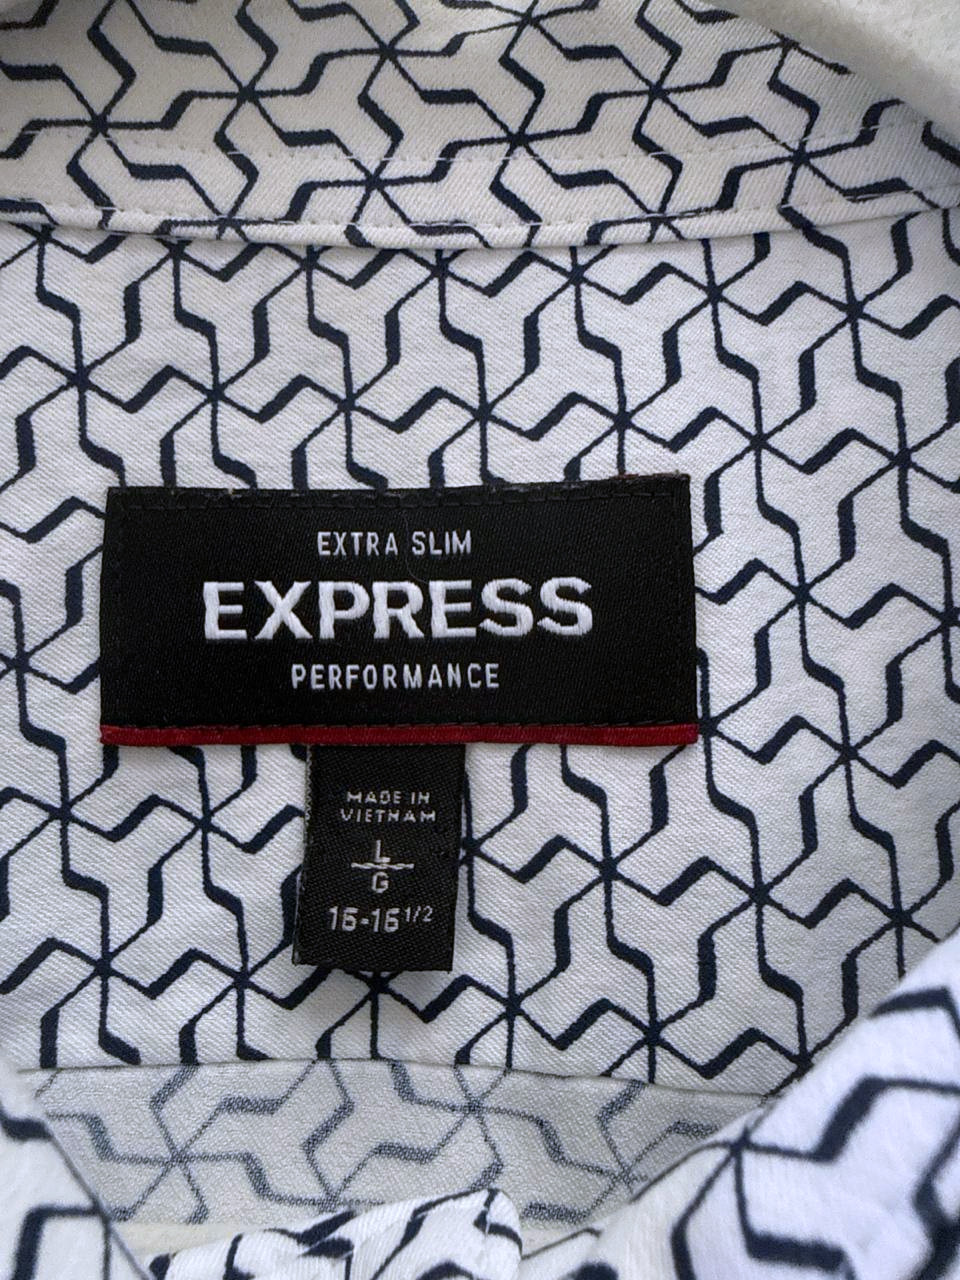 EXTRA SLIM
EXPRESS
PERFORMANCE
MADE IN
VIETNAM
L
G
16-16 1/2